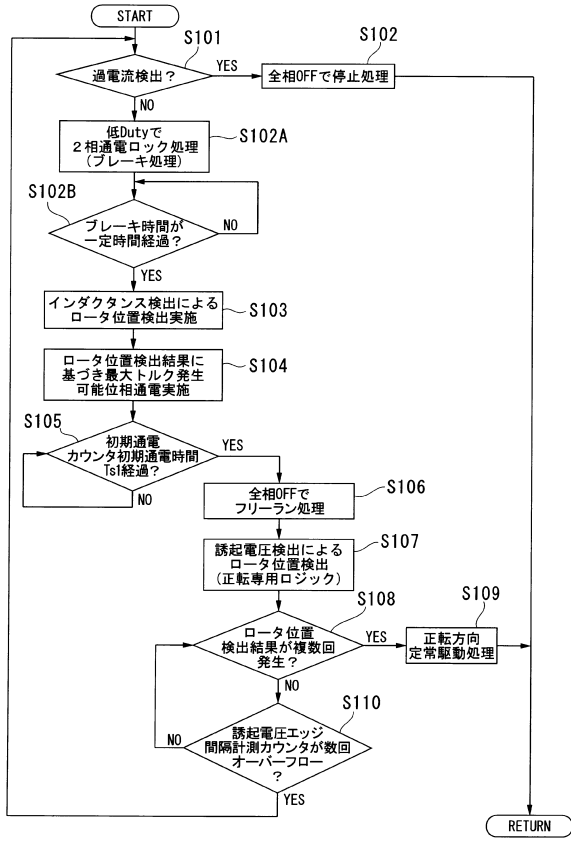 START
S101
過電流検出？
YES
NO
S102
全相OFFで停止処理
S102A
低Dutyで
２相通電ロック処理
(ブレーキ処理)
S102B
ブレーキ時間が
一定時間経過？
NO
YES
インダクタンス検出による
ロータ位置検出実施
S103
ロータ位置検出結果に
基づき最大トルク発生
可能位相通電実施
S104
S105
初期通電
カウンタ初期通電時間
Ts1経過？
YES
NO
全相OFFで
フリーラン処理
S106
誘起電圧検出による
ロータ位置検出
(正転専用ロジック)
S107
S108
ロータ位置
検出結果が複数回
発生？
YES
NO
S109
正転方向
定常駆動処理
S110
誘起電圧エッジ
間隔計測カウンタが数回
オーバーフロー
？
NO
YES
RETURN